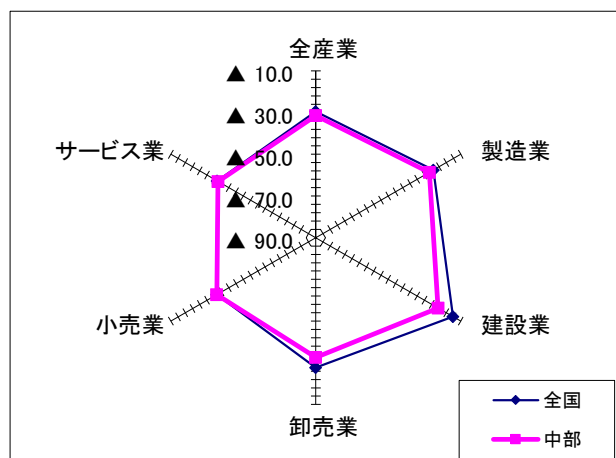 全産業
▲ 10.0
▲ 30.0
▲ 50.0
▲ 70.0
▲ 90.0
製造業
建設業
卸売業
小売業
サービス業
全国
中部